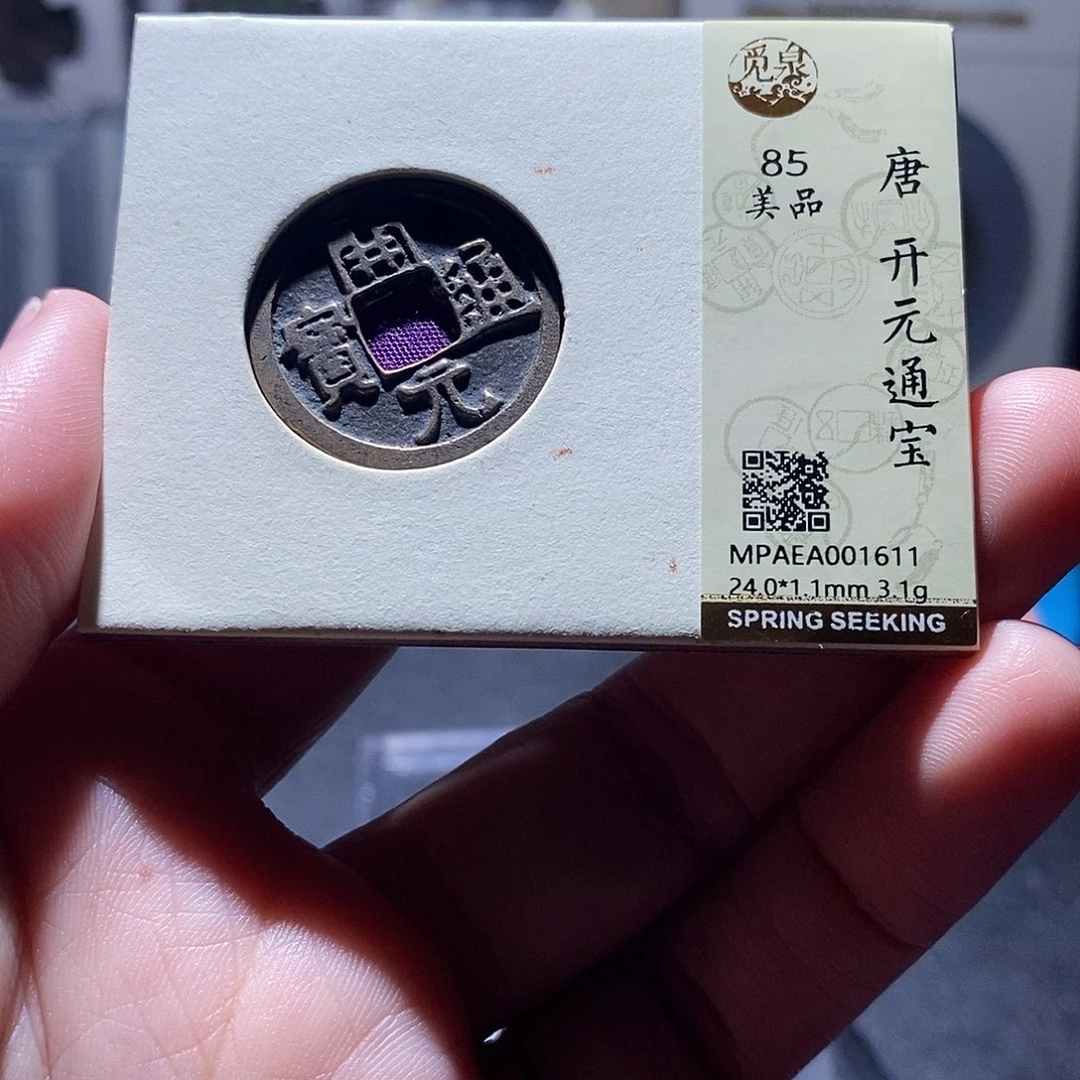 開元通寶
觅泉
85
美品
唐 开元通宝
MPAEA001611
24.0*1.1mm 3.1g
SPRING SEEKING